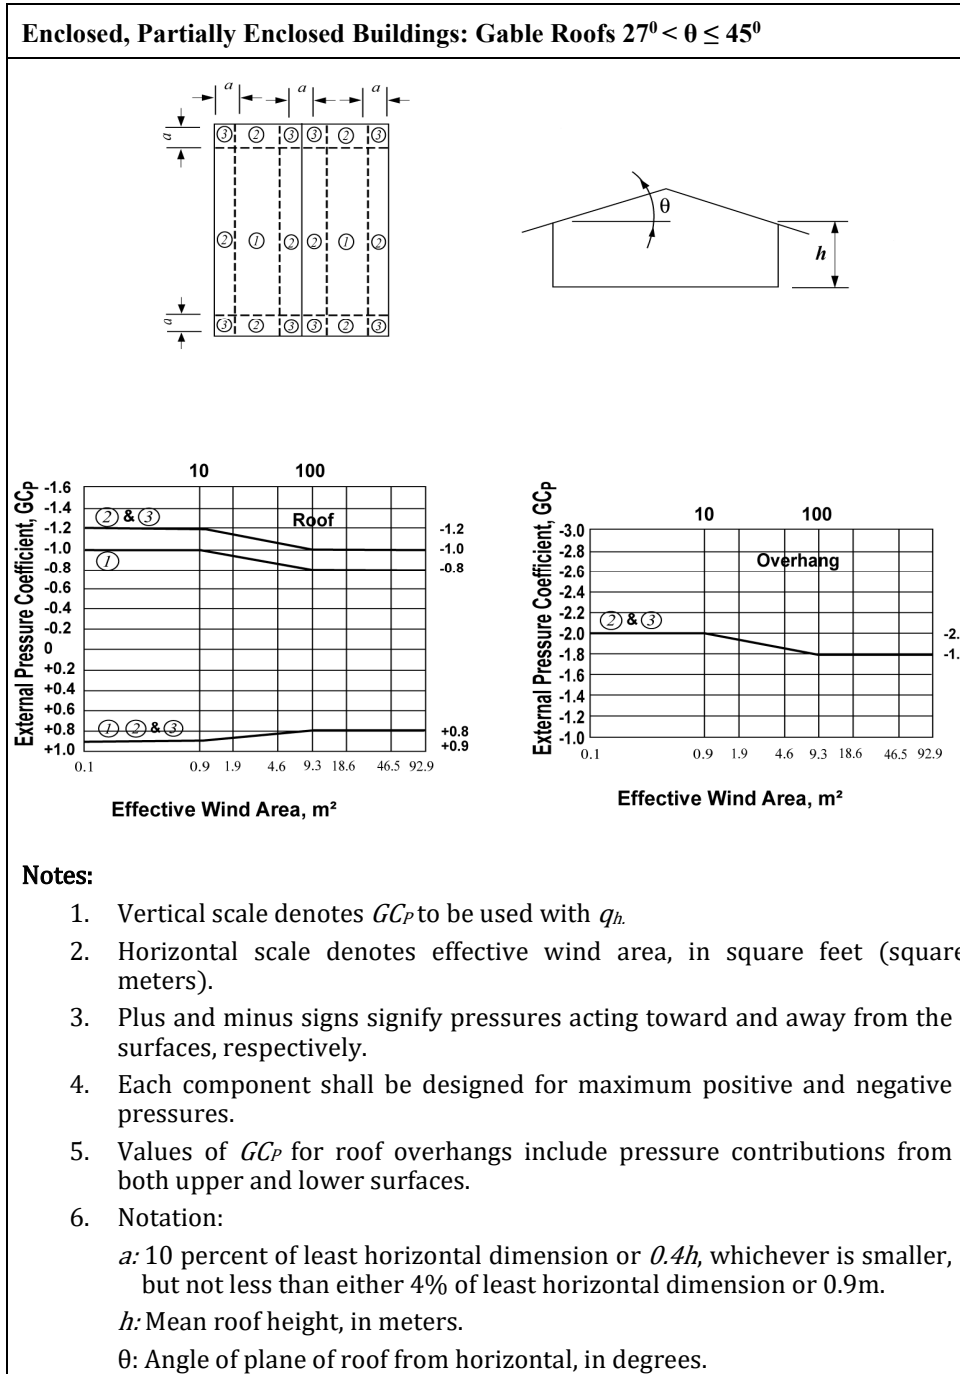 Enclosed, Partially Enclosed Buildings: Gable Roofs 27⁰ < θ ≤ 45⁰
a a a
a
③ ② ③ ③ ② ③
② ① ② ② ① ②
a
③ ② ③ ③ ② ③
θ
h
External Pressure Coefficient, GCP
10 100
-1.6
-1.4
-1.2
-1.0
-0.8
-0.6
-0.4
-0.2
0
+0.2
+0.4
+0.6
+0.8
+1.0
② & ③
Roof
①
① ② & ③
-1.2
-1.0
-0.8
+0.8
+0.9
0.1 0.9 1.9 4.6 9.3 18.6 46.5 92.9
Effective Wind Area, m²
External Pressure Coefficient, GCP
10 100
-3.0
-2.8
-2.6
-2.4
-2.2
-2.0
-1.8
-1.6
-1.4
-1.2
-1.0
Overhang
② & ③
-2.
-1.
0.1 0.9 1.9 4.6 9.3 18.6 46.5 92.9
Effective Wind Area, m²
Notes:
1. Vertical scale denotes GCP to be used with qh.
2. Horizontal scale denotes effective wind area, in square feet (square
meters).
3. Plus and minus signs signify pressures acting toward and away from the
surfaces, respectively.
4. Each component shall be designed for maximum positive and negative
pressures.
5. Values of GCP for roof overhangs include pressure contributions from
both upper and lower surfaces.
6. Notation:
a: 10 percent of least horizontal dimension or 0.4h, whichever is smaller,
but not less than either 4% of least horizontal dimension or 0.9m.
h: Mean roof height, in meters.
θ: Angle of plane of roof from horizontal, in degrees.